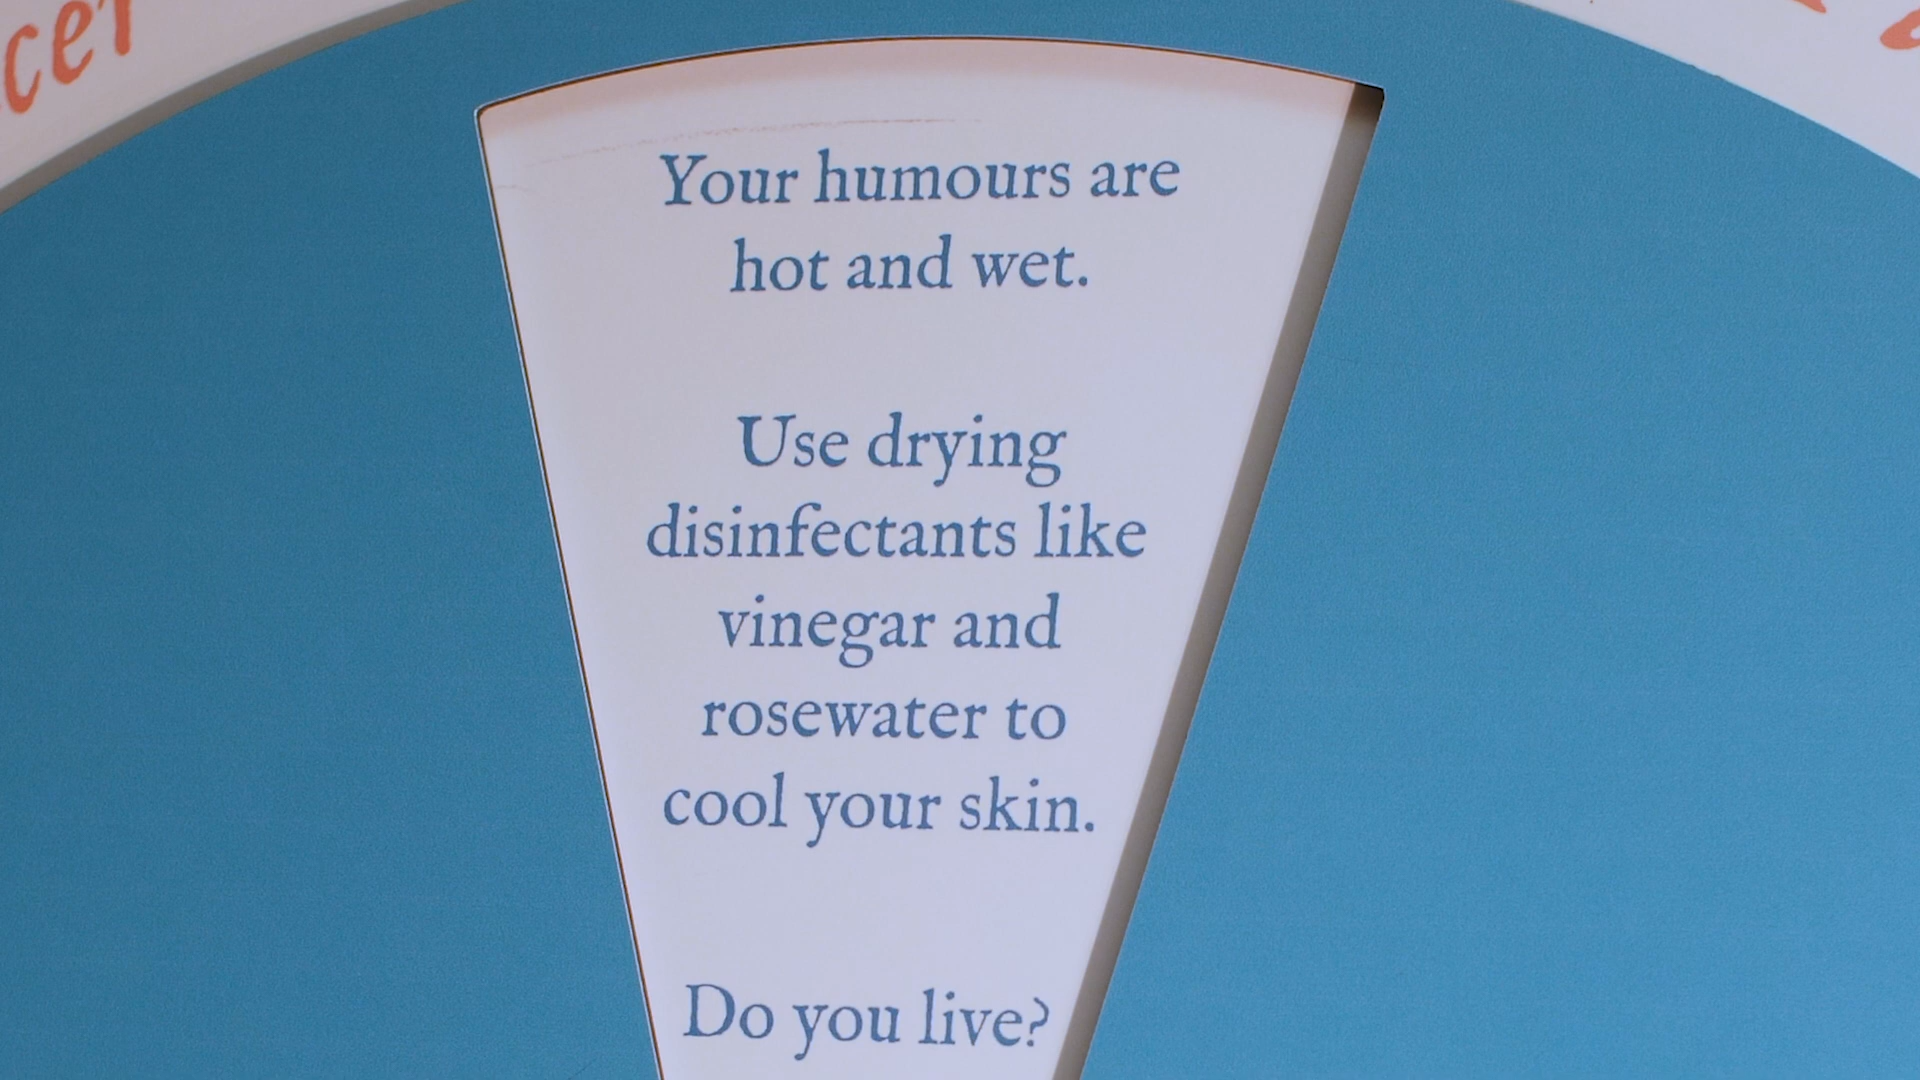 Your humours are
hot and wet.
Use drying
disinfectants like
vinegar and
rosewater to
cool your skin.
Do you live?